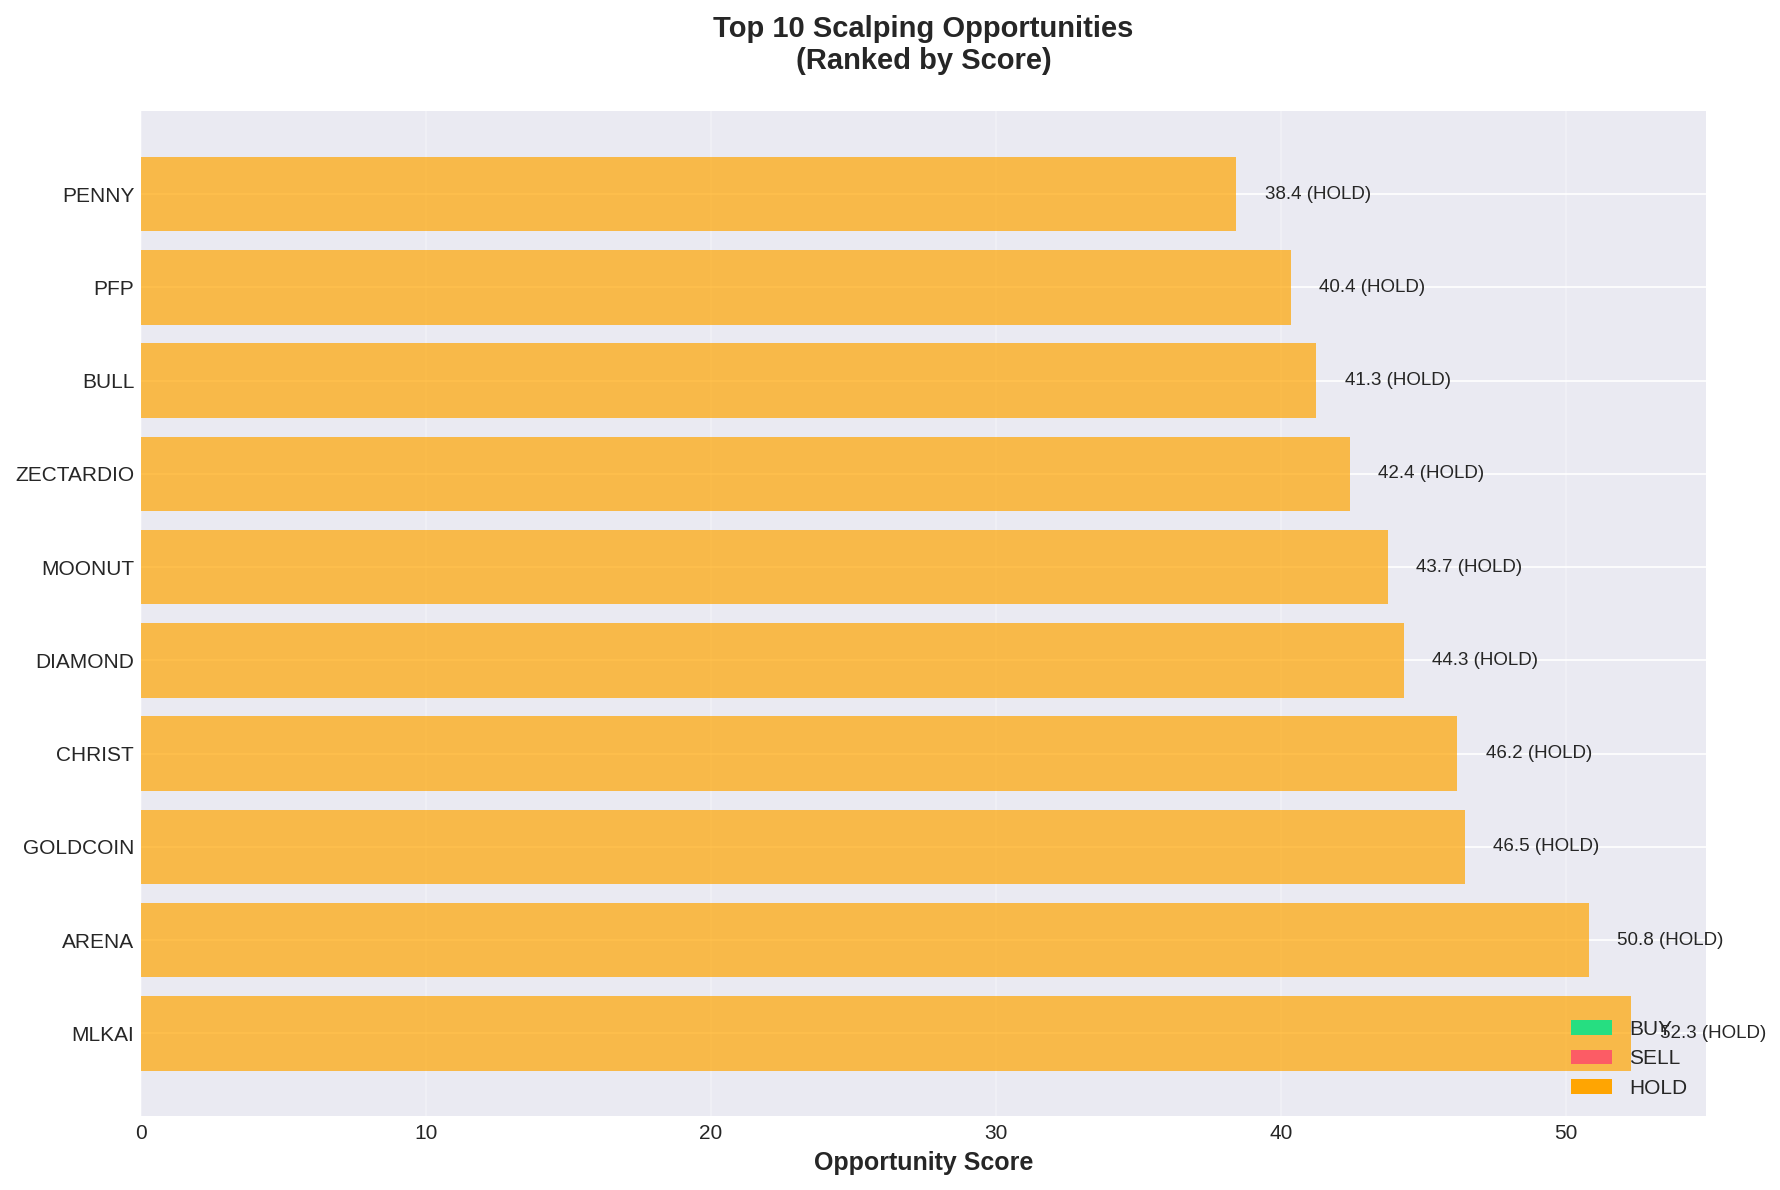 Top 10 Scalping Opportunities
(Ranked by Score)
PENNY
38.4 (HOLD)
PFP
40.4 (HOLD)
BULL
41.3 (HOLD)
ZECTARDIO
42.4 (HOLD)
MOONUT
43.7 (HOLD)
DIAMOND
44.3 (HOLD)
CHRIST
46.2 (HOLD)
GOLDCOIN
46.5 (HOLD)
ARENA
50.8 (HOLD)
MLKAI
52.3 (HOLD)
BUY
SELL
HOLD
0 10 20 30 40 50
Opportunity Score